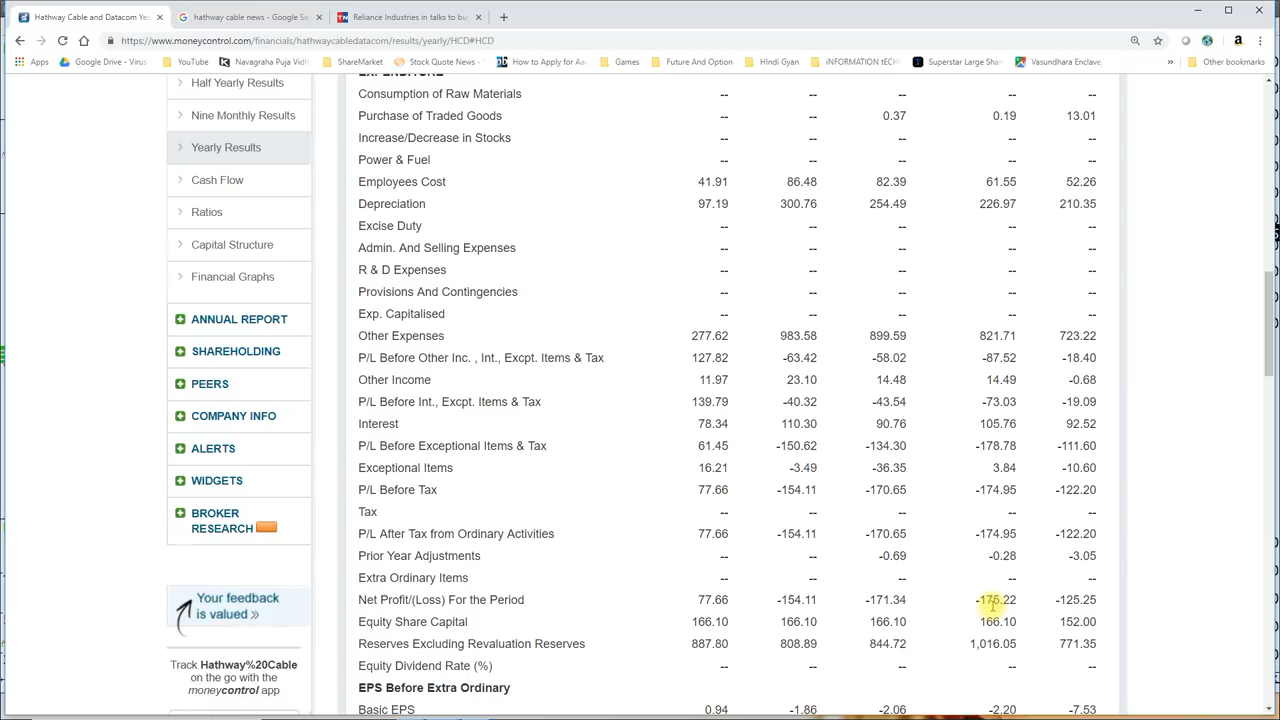 Hathway Cable and Datacom Ye
hathway cable news - Google Se
Reliance Industries in talks to bu
https://www.moneycontrol.com/financials/hathwaycabledatacom/results/yearly/HCD#HCD
Apps Google Drive - Virus YouTube Navagraha Puja Vidh ShareMarket Stock Quote News - How to Apply for Aa Games Future And Option HIndi Gyan iNFORMATION tECH Superstar Large Shar Vasundhara Enclave, » Other bookmarks
Half Yearly Results
Nine Monthly Results
Yearly Results
Cash Flow
Ratios
Capital Structure
Financial Graphs
ANNUAL REPORT
SHAREHOLDING
PEERS
COMPANY INFO
ALERTS
WIDGETS
BROKER
RESEARCH
Your feedback
is valued »
Track Hathway%20Cable
on the go with the
moneycontrol app
EXPENDITURE
Consumption of Raw Materials -- -- -- -- --
Purchase of Traded Goods -- -- 0.37 0.19 13.01
Increase/Decrease in Stocks -- -- -- -- --
Power & Fuel -- -- -- -- --
Employees Cost 41.91 86.48 82.39 61.55 52.26
Depreciation 97.19 300.76 254.49 226.97 210.35
Excise Duty -- -- -- -- --
Admin. And Selling Expenses -- -- -- -- --
R & D Expenses -- -- -- -- --
Provisions And Contingencies -- -- -- -- --
Exp. Capitalised -- -- -- -- --
Other Expenses 277.62 983.58 899.59 821.71 723.22
P/L Before Other Inc. , Int., Excpt. Items & Tax 127.82 -63.42 -58.02 -87.52 -18.40
Other Income 11.97 23.10 14.48 14.49 -0.68
P/L Before Int., Excpt. Items & Tax 139.79 -40.32 -43.54 -73.03 -19.09
Interest 78.34 110.30 90.76 105.76 92.52
P/L Before Exceptional Items & Tax 61.45 -150.62 -134.30 -178.78 -111.60
Exceptional Items 16.21 -3.49 -36.35 3.84 -10.60
P/L Before Tax 77.66 -154.11 -170.65 -174.95 -122.20
Tax -- -- -- -- --
P/L After Tax from Ordinary Activities 77.66 -154.11 -170.65 -174.95 -122.20
Prior Year Adjustments -- -- -0.69 -0.28 -3.05
Extra Ordinary Items -- -- -- -- --
Net Profit/(Loss) For the Period 77.66 -154.11 -171.34 -175.22 -125.25
Equity Share Capital 166.10 166.10 166.10 166.10 152.00
Reserves Excluding Revaluation Reserves 887.80 808.89 844.72 1,016.05 771.35
Equity Dividend Rate (%) -- -- -- -- --
EPS Before Extra Ordinary
Basic EPS 0.94 -1.86 -2.06 -2.20 -7.53